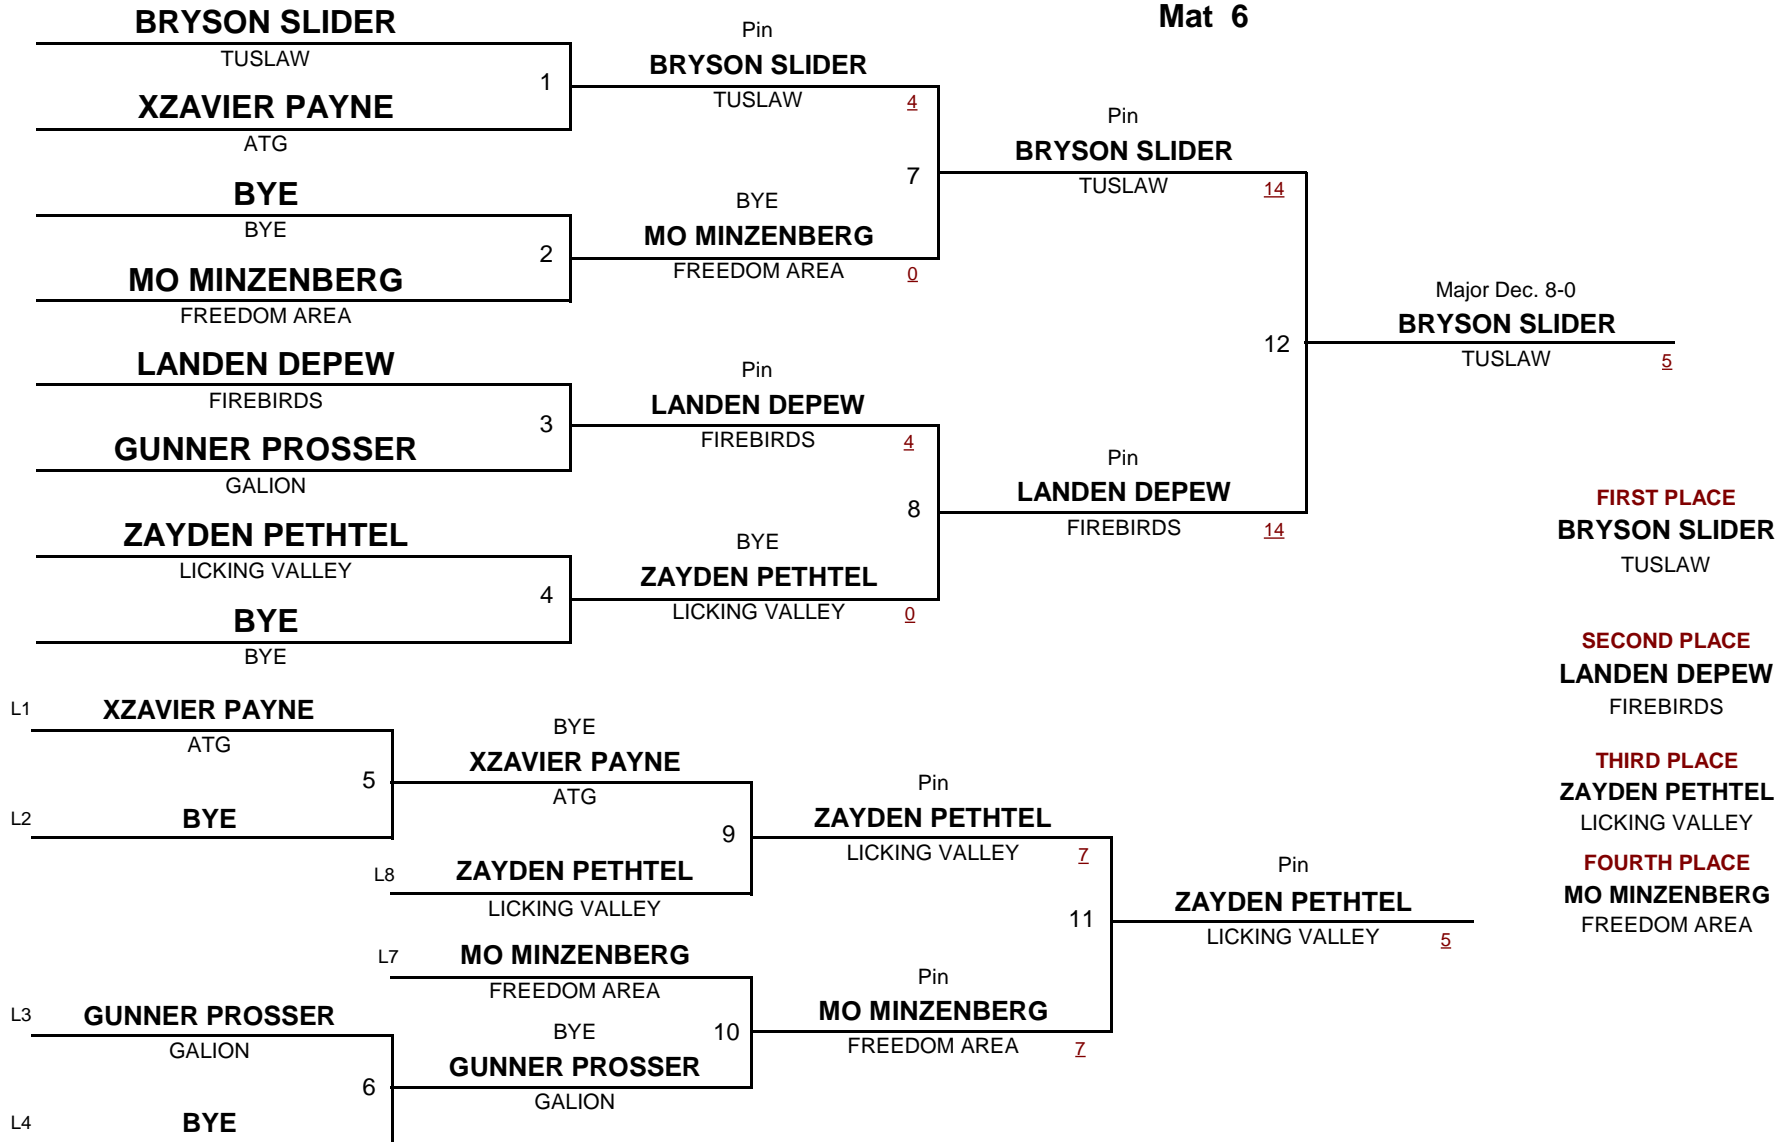 Mat 6
BRYSON SLIDER
TUSLAW
1
XZAVIER PAYNE
ATG
BYE
BYE
2
MO MINZENBERG
FREEDOM AREA
LANDEN DEPEW
FIREBIRDS
3
GUNNER PROSSER
GALION
ZAYDEN PETHTEL
LICKING VALLEY
4
BYE
BYE
Pin
BRYSON SLIDER
TUSLAW 4
7
BYE
MO MINZENBERG
FREEDOM AREA 0
Pin
LANDEN DEPEW
FIREBIRDS 4
8
BYE
ZAYDEN PETHTEL
LICKING VALLEY 0
Pin
BRYSON SLIDER
TUSLAW 14
12
Pin
LANDEN DEPEW
FIREBIRDS 14
Major Dec. 8-0
BRYSON SLIDER
TUSLAW 5
FIRST PLACE
BRYSON SLIDER
TUSLAW
SECOND PLACE
LANDEN DEPEW
FIREBIRDS
THIRD PLACE
ZAYDEN PETHTEL
LICKING VALLEY
FOURTH PLACE
MO MINZENBERG
FREEDOM AREA
L1 XZAVIER PAYNE
ATG
5
L2 BYE
BYE
XZAVIER PAYNE
ATG
9
L8 ZAYDEN PETHTEL
LICKING VALLEY
L7 MO MINZENBERG
FREEDOM AREA
10
BYE
GUNNER PROSSER
GALION
L3 GUNNER PROSSER
GALION
6
L4 BYE
Pin
ZAYDEN PETHTEL
LICKING VALLEY 7
11
Pin
MO MINZENBERG
FREEDOM AREA 7
Pin
ZAYDEN PETHTEL
LICKING VALLEY 5